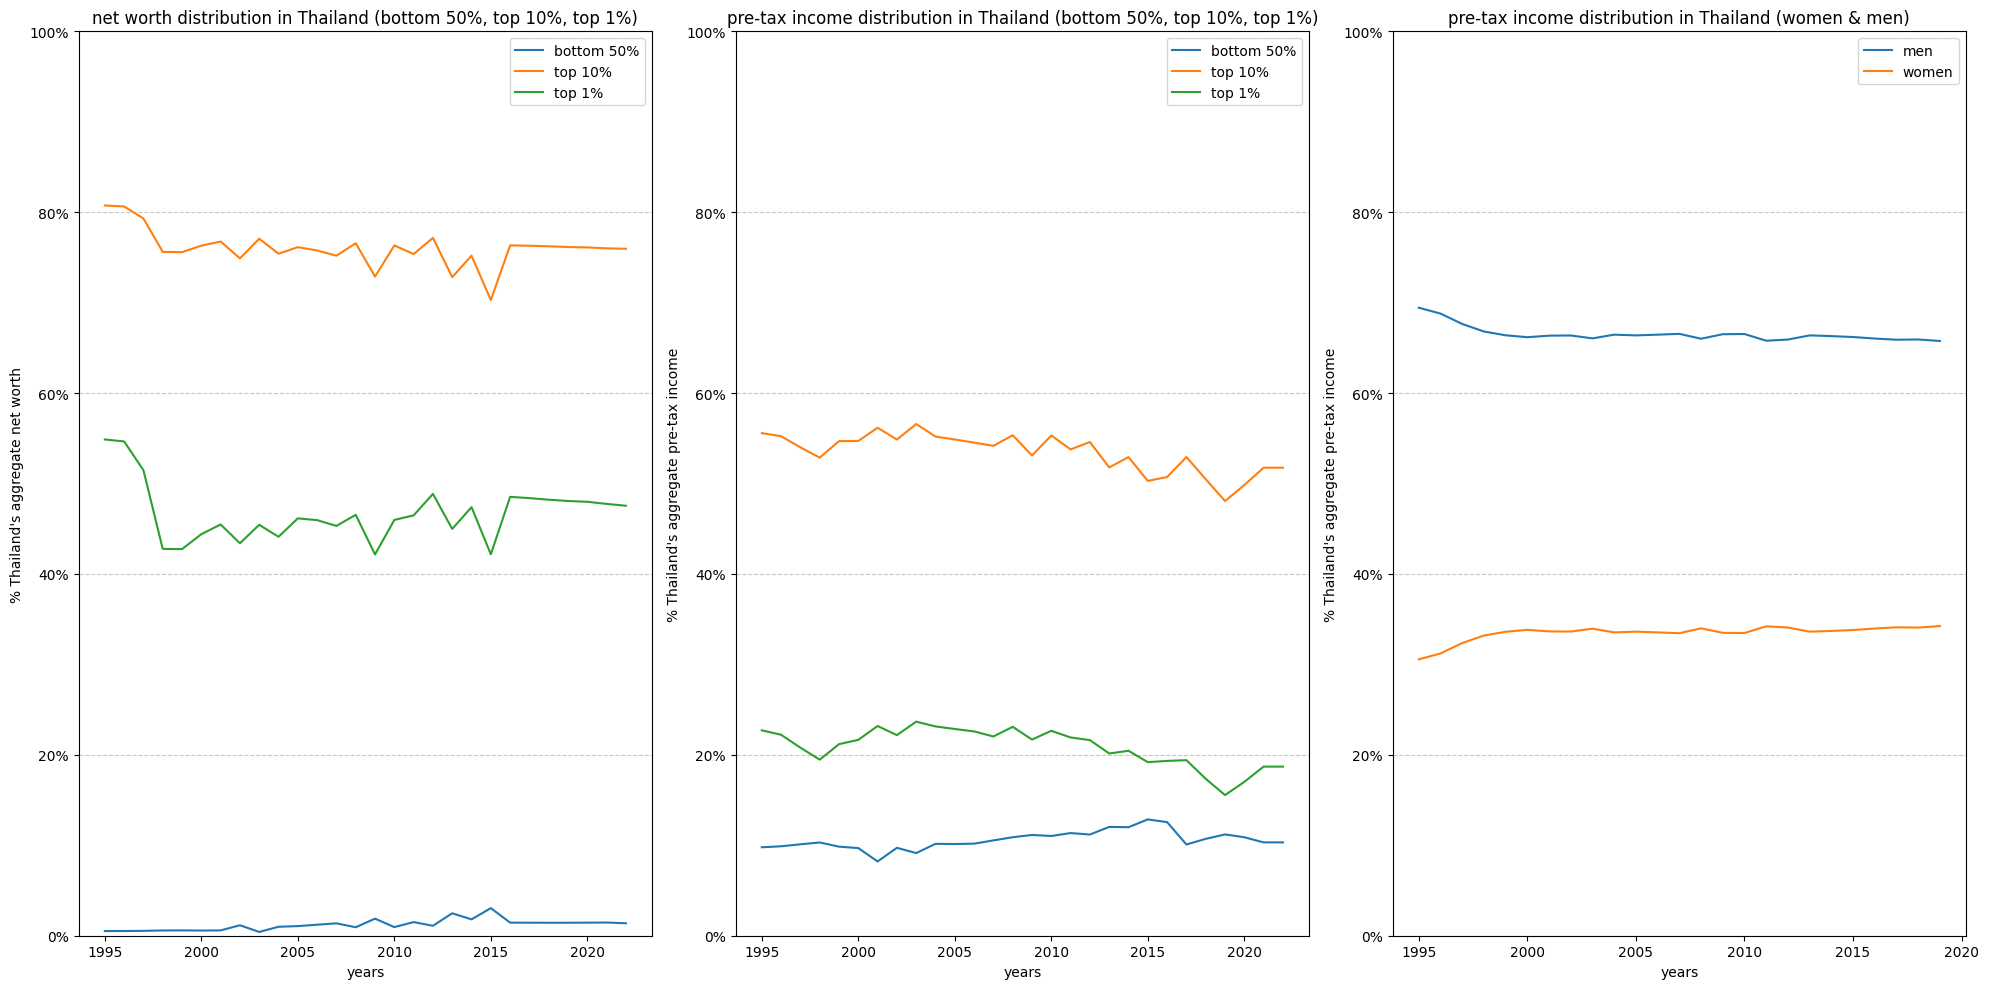 net worth distribution in Thailand (bottom 50%, top 10%, top 1%)
100%
80%
60%
40%
20%
0%
% Thailand's aggregate net worth
1995
2000
2005
2010
2015
2020
years
bottom 50%
top 10%
top 1%
pre-tax income distribution in Thailand (bottom 50%, top 10%, top 1%)
100%
80%
60%
40%
20%
0%
% Thailand's aggregate pre-tax income
1995
2000
2005
2010
2015
2020
years
bottom 50%
top 10%
top 1%
pre-tax income distribution in Thailand (women & men)
100%
80%
60%
40%
20%
0%
% Thailand's aggregate pre-tax income
1995
2000
2005
2010
2015
2020
years
men
women